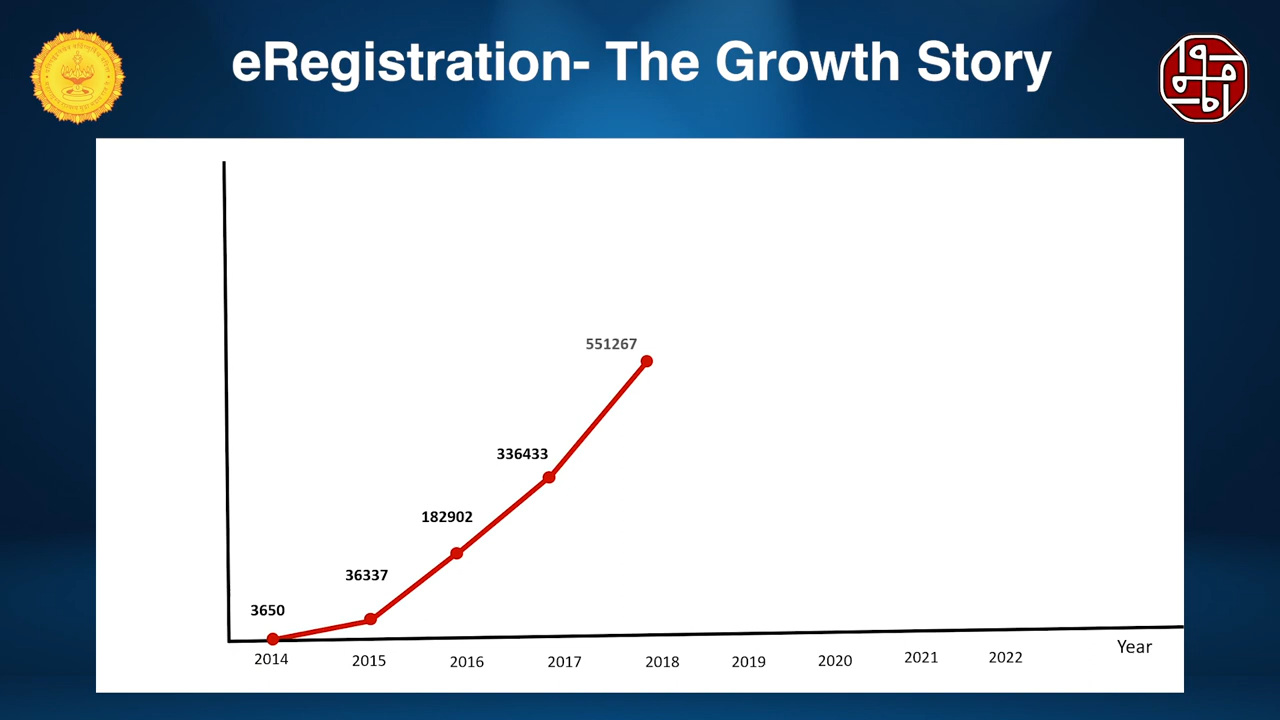 eRegistration- The Growth Story
551267
336433
182902
36337
3650
2014 2015 2016 2017 2018 2019 2020 2021 2022 Year